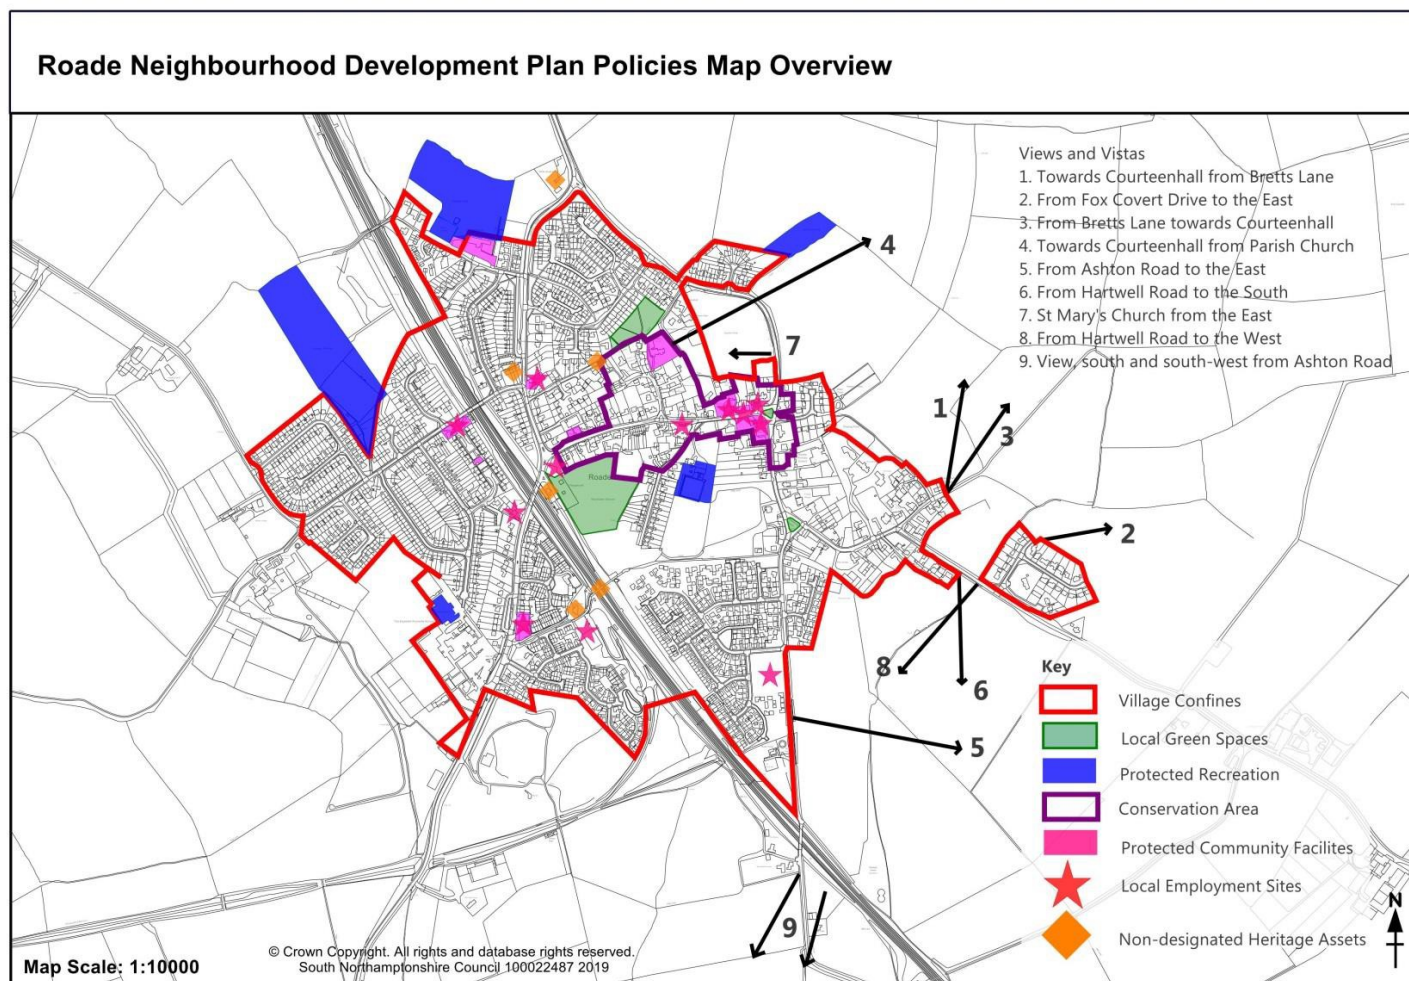 Roade Neighbourhood Development Plan Policies Map Overview
Views and Vistas
1. Towards Courteenhall from Bretts Lane
2. From Fox Covert Drive to the East
3. From Bretts Lane towards Courteenhall
4. Towards Courteenhall from Parish Church
5. From Ashton Road to the East
6. From Hartwell Road to the South
7. St Mary's Church from the East
8. From Hartwell Road to the West
9. View, south and south-west from Ashton Road
4
7
1
3
Roade
2
8
6
5
9
Key
Village Confines
Local Green Spaces
Protected Recreation
Conservation Area
Protected Community Facilites
Local Employment Sites
Non-designated Heritage Assets
N
Map Scale: 1:10000
© Crown Copyright. All rights and database rights reserved.
South Northamptonshire Council 100022487 2019